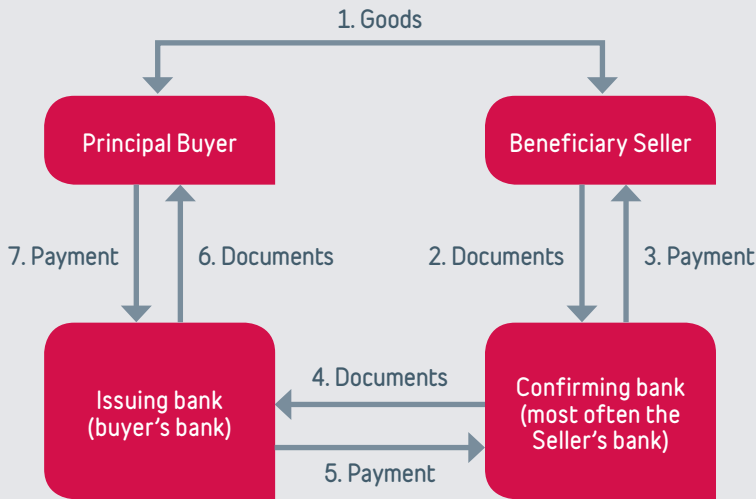 1. Goods
Principal Buyer
Beneficiary Seller
7. Payment
6. Documents
2. Documents
3. Payment
Issuing bank
(buyer's bank)
4. Documents
5. Payment
Confirming bank
(most often the
Seller's bank)